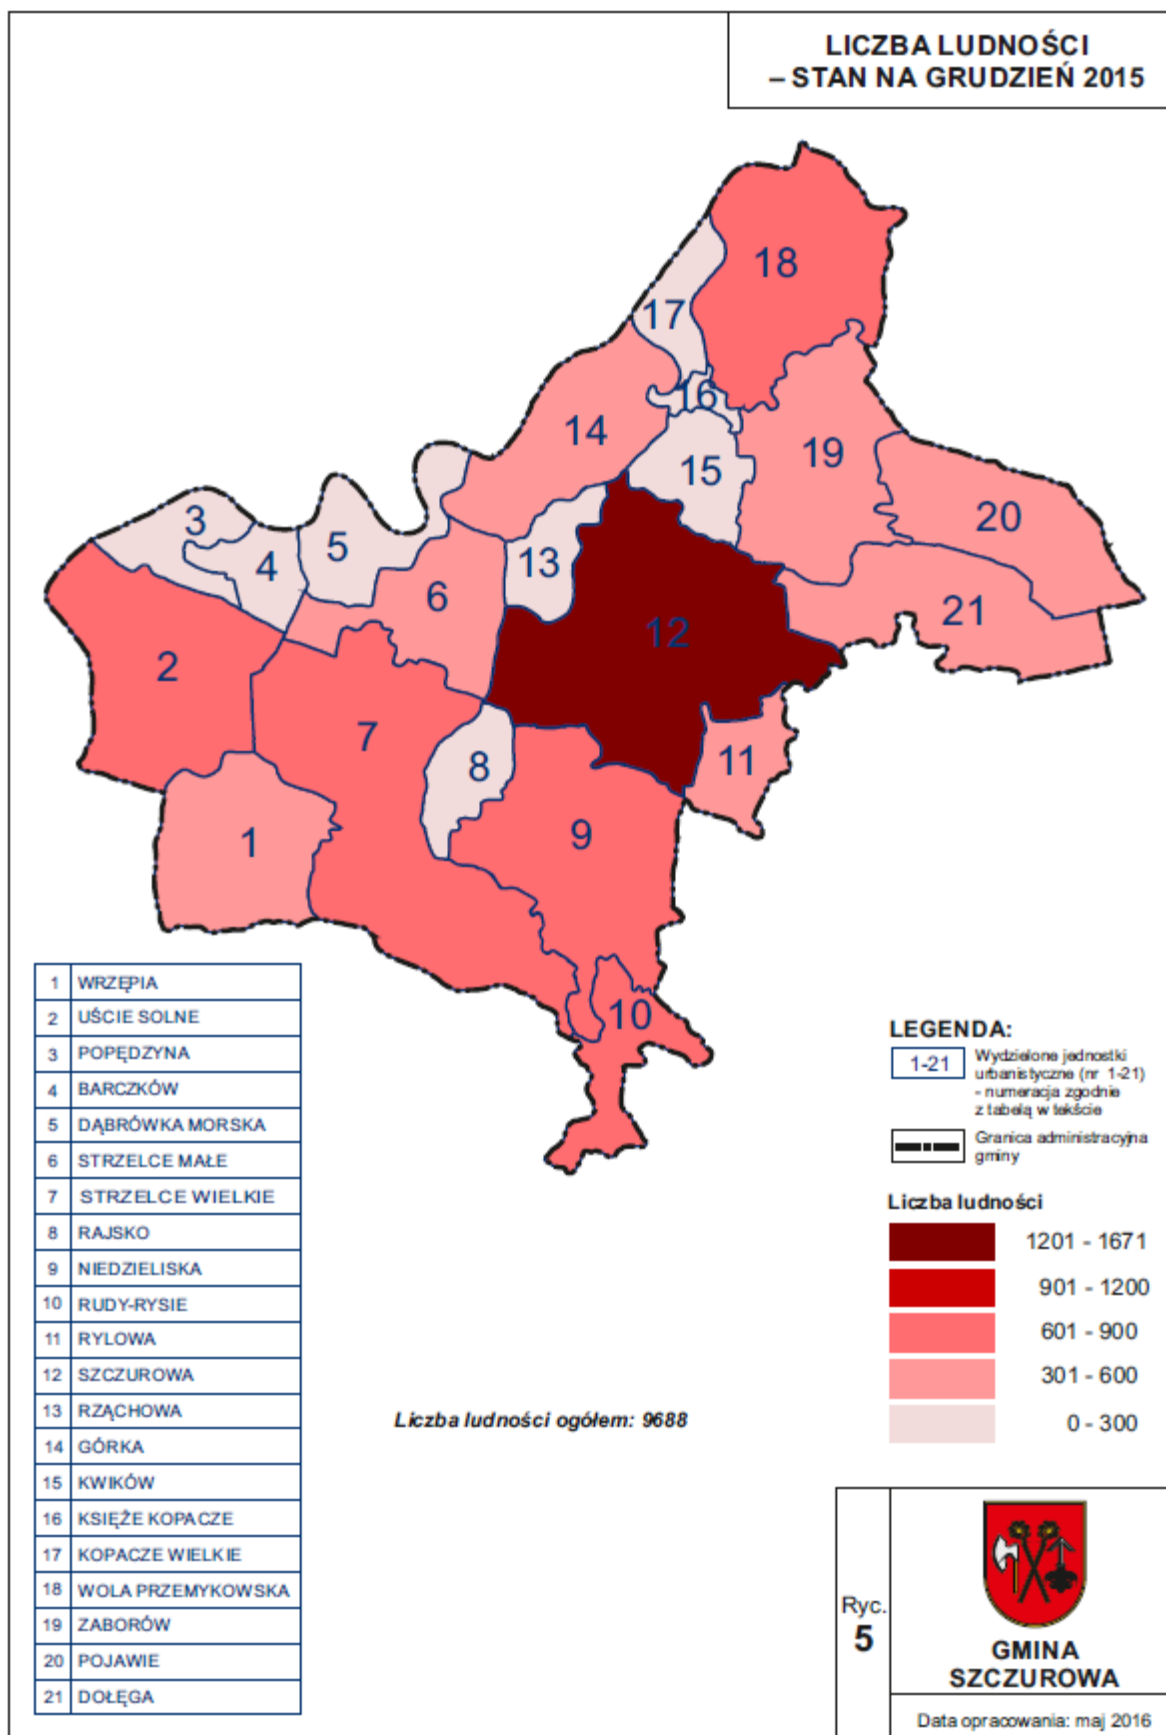 LICZBA LUDNOŚCI
– STAN NA GRUDZIEŃ 2015
18
17
16
14
15
19
20
3
5
4
13
6
21
12
2
7
8
11
1
9
10
1 WRZĘPIA
2 UŚCIE SOLNE
3 POPĘDZYNA
4 BARCZKÓW
5 DĄBRÓWKA MORSKA
6 STRZELCE MAŁE
7 STRZELCE WIELKIE
8 RAJSKO
9 NIEDZIELISKA
10 RUDY-RYSIE
11 RYLOWA
12 SZCZUROWA
13 RZĄCHOWA
14 GÓRKA
15 KWIKÓW
16 KSIĘŻE KOPACZE
17 KOPACZE WIELKIE
18 WOLA PRZEMYKOWSKA
19 ZABORÓW
20 POJAWIE
21 DOŁĘGA
Liczba ludności ogółem: 9688
LEGENDA:
1-21 Wydzielone jednostki
urbanistyczne (nr 1-21)
- numeracja zgodnie
z tabelą w tekście
Granica administracyjna
gminy
Liczba ludności
1201 - 1671
901 - 1200
601 - 900
301 - 600
0 - 300
Ryc.
5
GMINA
SZCZUROWA
Data opracowania: maj 2016